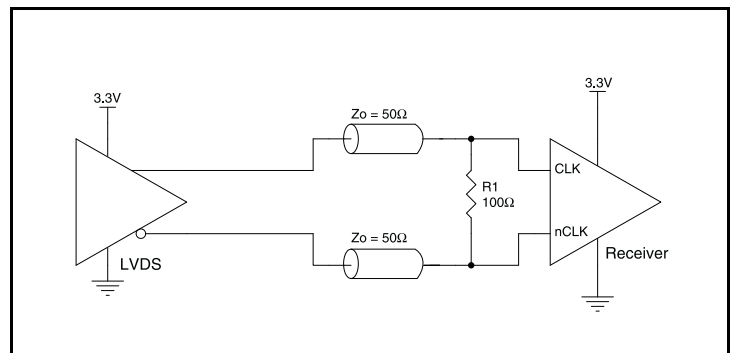 3.3V
3.3V
Zo = 50Ω
CLK
R1
100Ω
nCLK
Zo = 50Ω
LVDS
Receiver